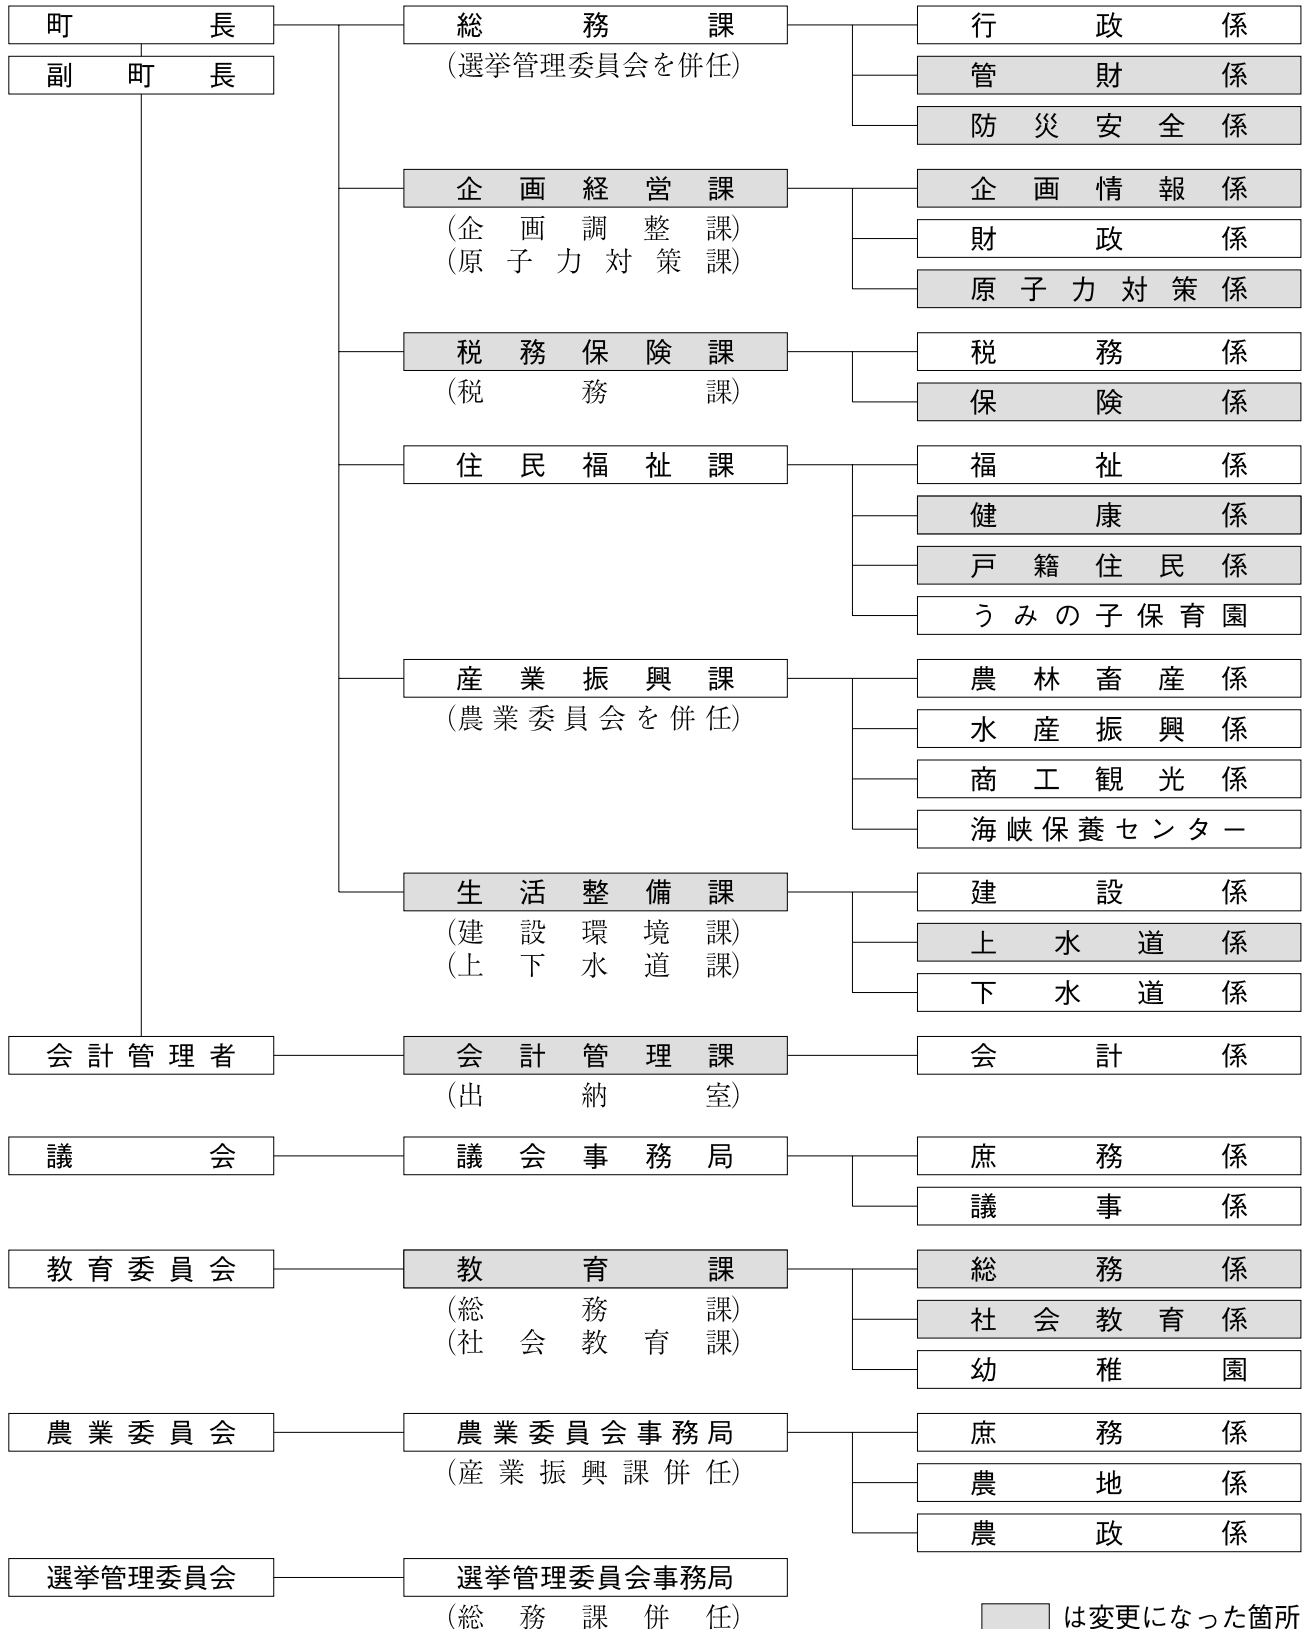 町長
総務課
行政係
(選挙管理委員会を併任)
副町長
管財係
防災安全係
企画経営課
企画情報係
(企画調整課)
財政係
(原子力対策課)
原子力対策係
税務保険課
税務係
(税務課)
保険係
住民福祉課
福祉係
健康係
戸籍住民係
うみの子保育園
産業振興課
農林畜産係
(農業委員会を併任)
水産振興係
商工観光係
海峡保養センター
生活整備課
建設係
(建設環境課)
上水道係
(上下水道課)
下水道係
会計管理者
会計管理課
会計係
(出納室)
議会
議会事務局
庶務係
議事係
教育委員会
教育課
総務係
(総務課)
社会教育係
(社会教育課)
幼稚園
農業委員会
農業委員会事務局
庶務係
(産業振興課併任)
農地係
農政係
選挙管理委員会
選挙管理委員会事務局
(総務課併任)
は変更になった箇所